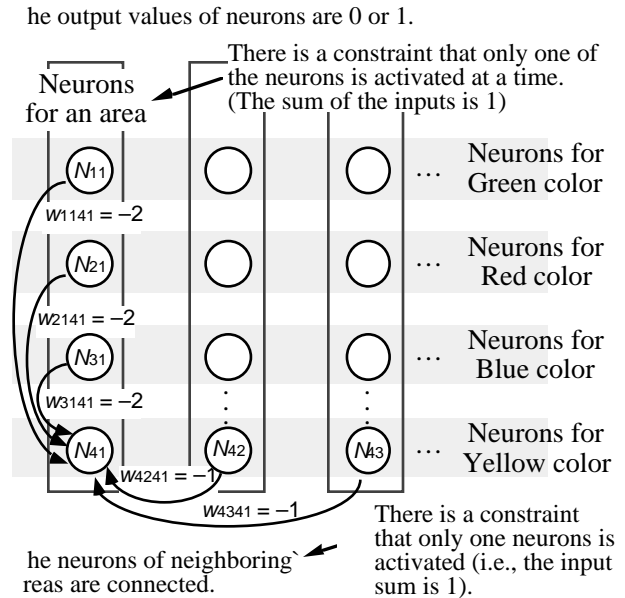 he output values of neurons are 0 or 1.
There is a constraint that only one of
the neurons is activated at a time.
(The sum of the inputs is 1)
Neurons
for an area
N11
... Neurons for
Green color
w1141 = −2
N21
... Neurons for
Red color
w2141 = −2
N31
... Neurons for
Blue color
w3141 = −2
N41
N42
N43
... Neurons for
Yellow color
w4241 = −1
w4341 = −1
There is a constraint
that only one neurons is
activated (i.e., the input
sum is 1).
he neurons of neighboring`
reas are connected.